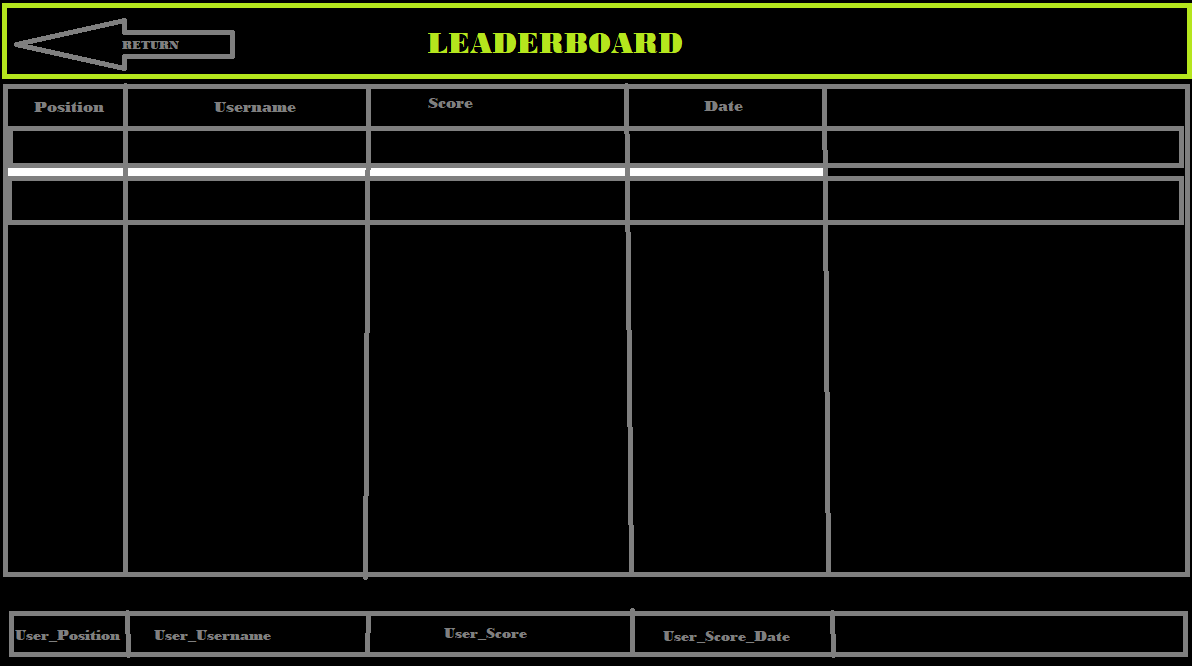 RETURN
LEADERBOARD
Position Username Score Date
User_Position User_Username User_Score User_Score_Date